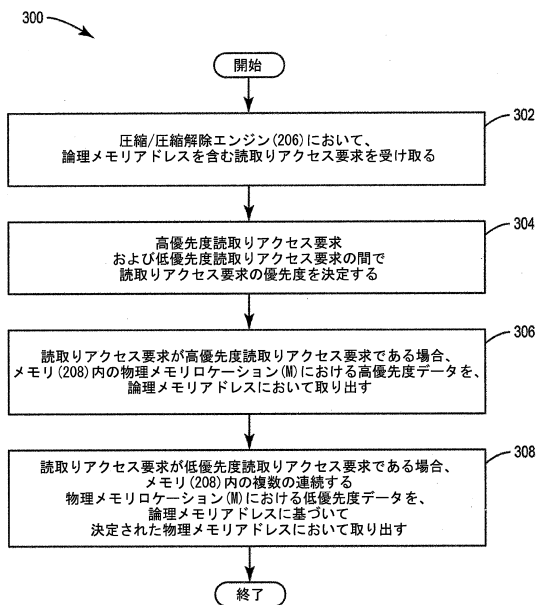 300
開始
302
圧縮/圧縮解除エンジン(206)において、
論理メモリアドレスを含む読取りアクセス要求を受け取る
304
高優先度読取りアクセス要求
および低優先度読取りアクセス要求の間で
読取りアクセス要求の優先度を決定する
306
読取りアクセス要求が高優先度読取りアクセス要求である場合、
メモリ(208)内の物理メモリロケーション(M)における高優先度データを、
論理メモリアドレスにおいて取り出す
308
読取りアクセス要求が低優先度読取りアクセス要求である場合、
メモリ(208)内の複数の連続する
物理メモリロケーション(M)における低優先度データを、
論理メモリアドレスに基づいて
決定された物理メモリアドレスにおいて取り出す
終了